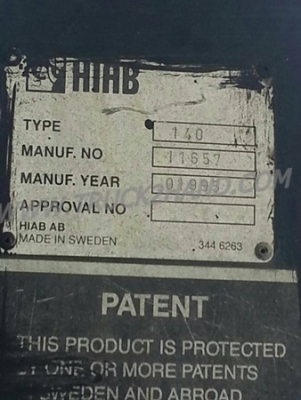 HIAB
TYPE 140
MANUF. NO 11657
MANUF. YEAR
APPROVAL NO
HIAB AB
MADE IN SWEDEN 344 6263
PATENT
THIS PRODUCT IS PROTECTED
BY ONE OR MORE PATENTS
SWEDEN AND ABROAD